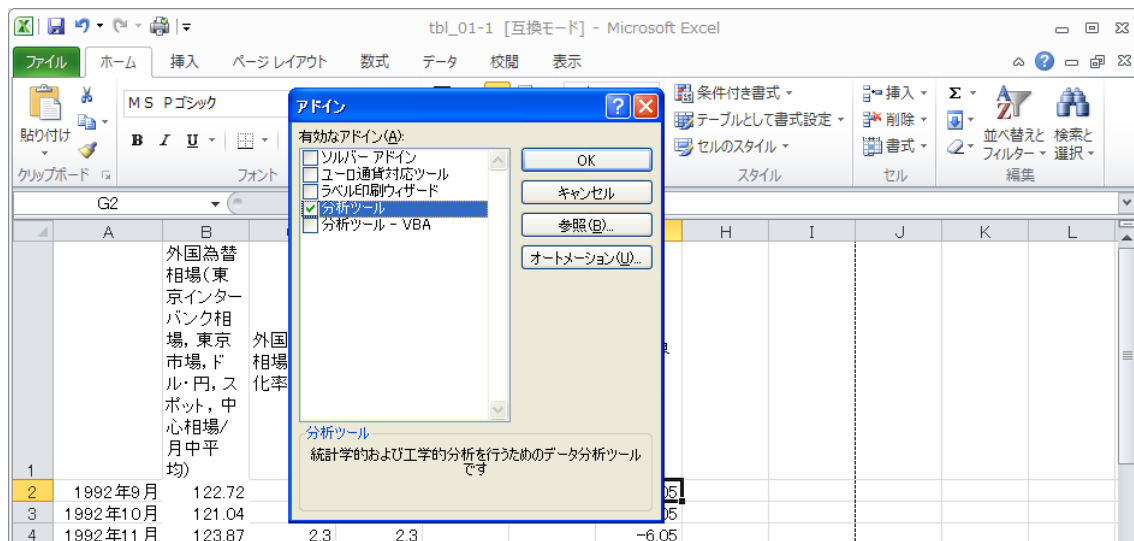 tbl_01-1 [互換モード] - Microsoft Excel
ファイル ホーム 挿入 ページ レイアウト 数式 データ 校閲 表示
貼り付け
クリップボード
ＭＳ Ｐゴシック
B I U
フォント
条件付き書式
テーブルとして書式設定
セルのスタイル
スタイル
挿入
削除
書式
セル
Σ
並べ替えと
フィルター
検索と
選択
編集
アドイン
有効なアドイン(A):
ソルバー アドイン
ユーロ通貨対応ツール
ラベル印刷ウィザード
分析ツール
分析ツール - VBA
OK
キャンセル
参照(B)...
オートメーション(U)...
分析ツール
統計学的および工学的分析を行うためのデータ分析ツール
です
G2
A B H I J K L
1
外国為替
相場(東
京インター
バンク相
場，東京
市場，ド
ル・円，ス
ポット，中
心相場/
月中平
均)
外国
相場
化率
2 1992年9月 122.72 05
3 1992年10月 121.04 05
4 1992年11月 123.87 2.3 2.3 -6.05